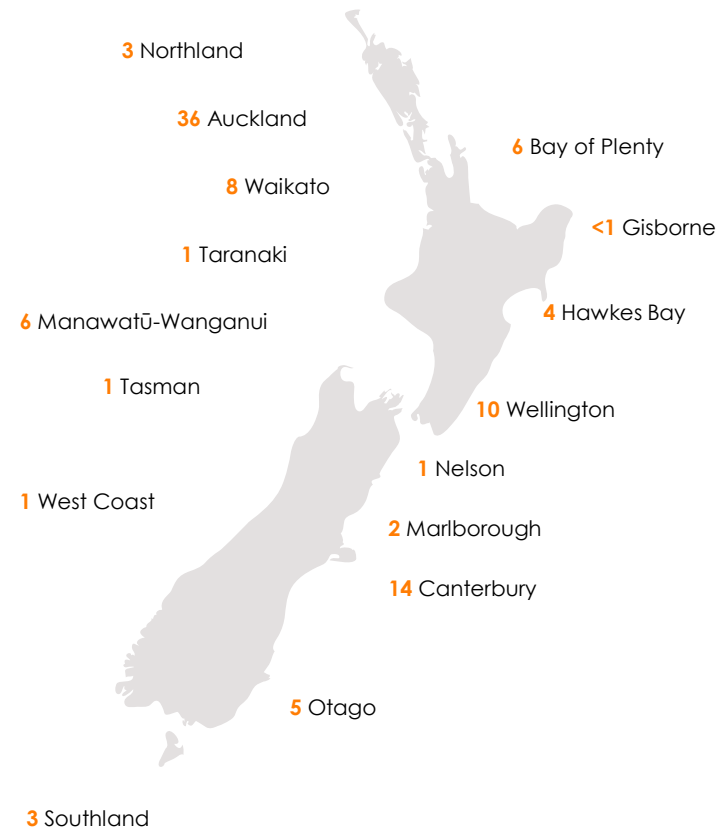 3 Northland
36 Auckland
6 Bay of Plenty
8 Waikato
<1 Gisborne
1 Taranaki
4 Hawkes Bay
6 Manawatū-Wanganui
1 Tasman
10 Wellington
1 Nelson
1 West Coast
2 Marlborough
14 Canterbury
5 Otago
3 Southland